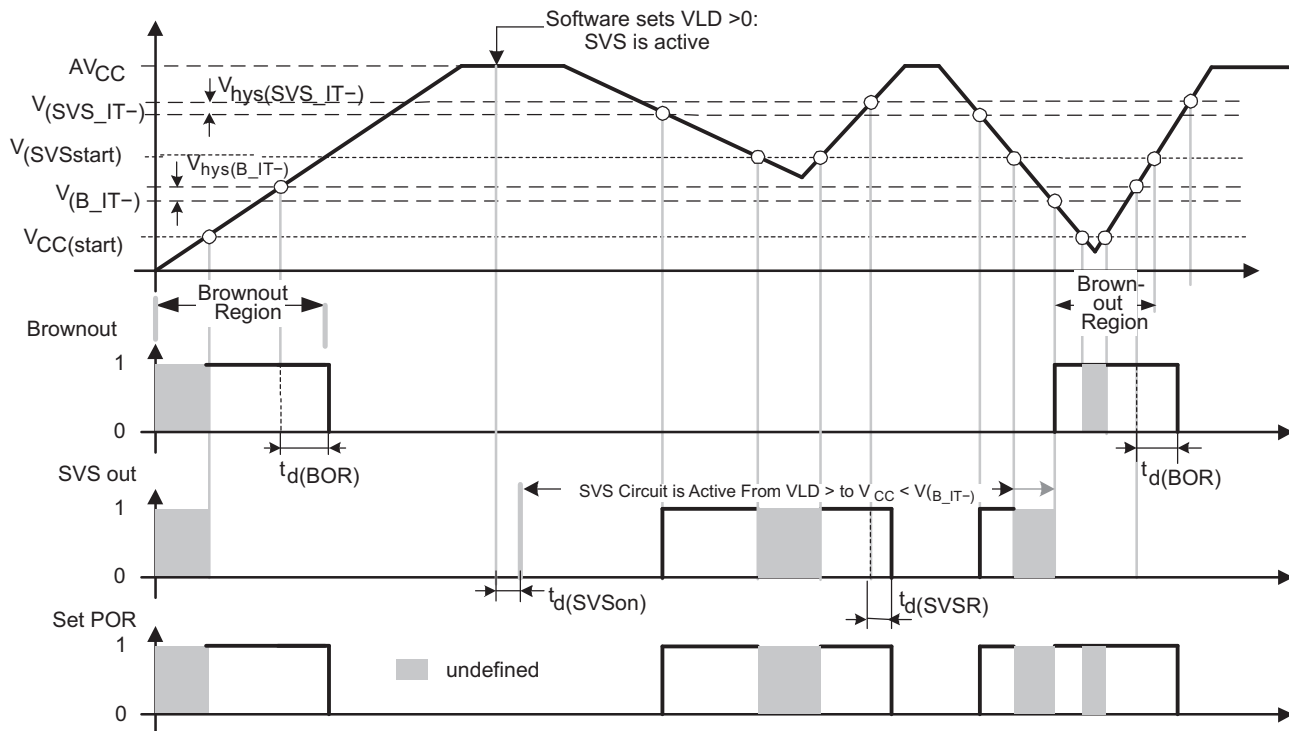 Software sets VLD >0:
SVS is active
AVCC
Vhys(SVS_IT−)
V(SVS_IT−)
V(SVSstart)
Vhys(B_IT−)
V(B_IT−)
VCC(start)
Brownout
Region
Brown-
out
Region
Brownout
1
0
td(BOR)
td(BOR)
SVS out
SVS Circuit is Active From VLD > to VCC < V(B_IT−)
1
0
td(SVSon)
td(SVSR)
Set POR
1
undefined
0